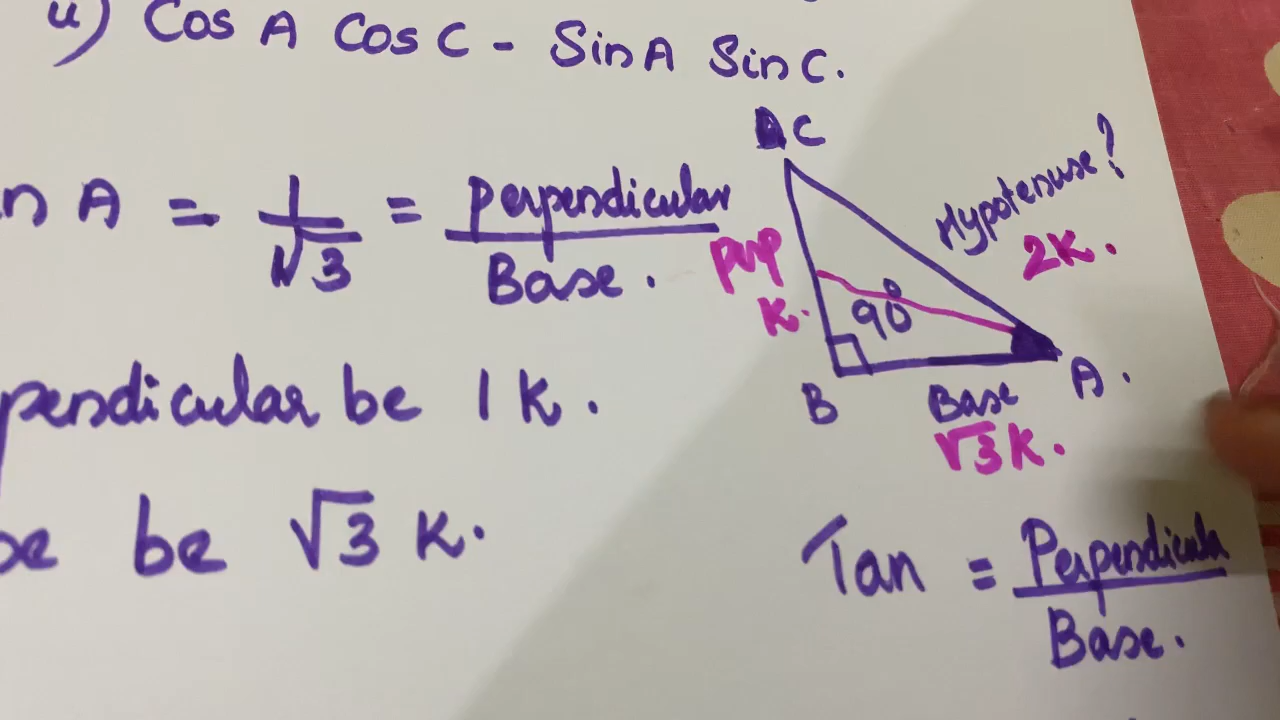 u) Cos A Cos C - Sin A Sin C.
C
n A = 1/√3 = Perpendicular/Base.
Hypotenuse?
2K.
perp
K.
90°
B
A.
Base
√3K.
pendicular be 1K.
se be √3 K.
Tan = Perpendicula/Base.